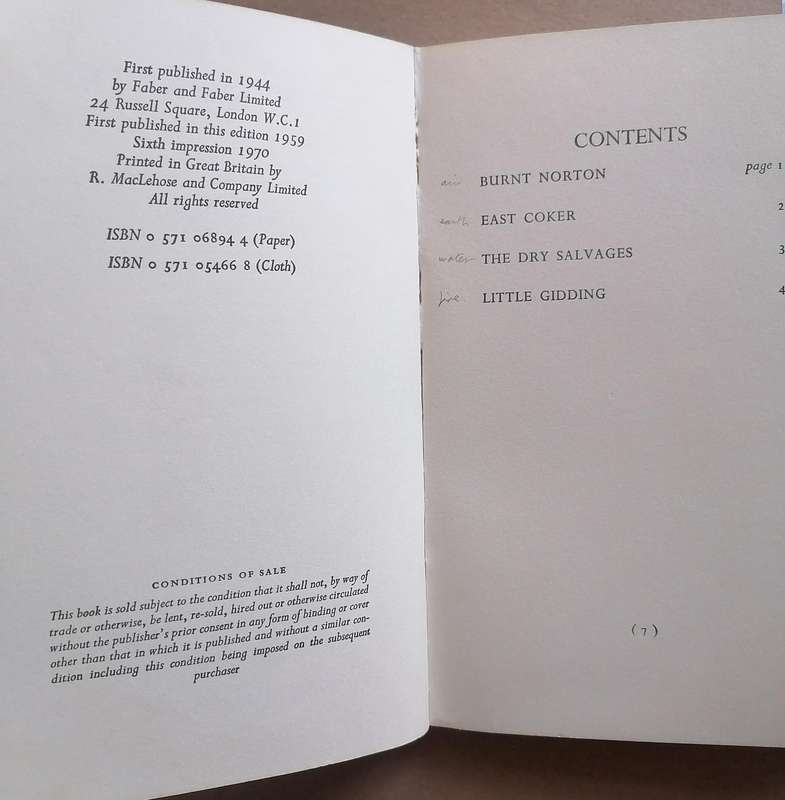 First published in 1944
by Faber and Faber Limited
24 Russell Square, London W.C.1
First published in this edition 1959
Sixth impression 1970
Printed in Great Britain by
R. MacLehose and Company Limited
All rights reserved
ISBN 0 571 06894 4 (Paper)
ISBN 0 571 05466 8 (Cloth)
CONDITIONS OF SALE
This book is sold subject to the condition that it shall not, by way of
trade or otherwise, be lent, re-sold, hired out or otherwise circulated
without the publisher's prior consent in any form of binding or cover
other than that in which it is published and without a similar con-
dition including this condition being imposed on the subsequent
purchaser
CONTENTS
air BURNT NORTON page 1
earth EAST COKER 2
water THE DRY SALVAGES 3
fire LITTLE GIDDING 4
( 7 )